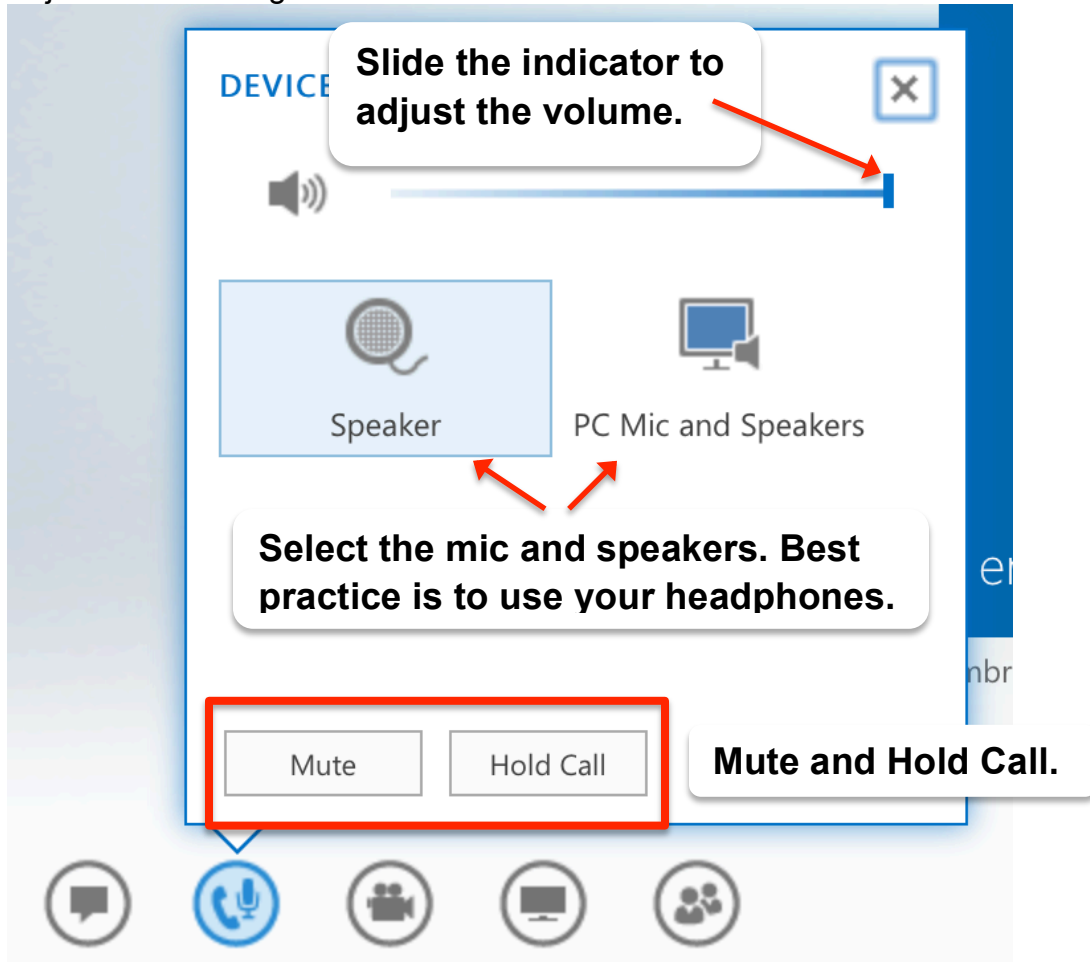 Slide the indicator to
adjust the volume.
DEVICE
Speaker
PC Mic and Speakers
Select the mic and speakers. Best
practice is to use your headphones.
Mute
Hold Call
Mute and Hold Call.